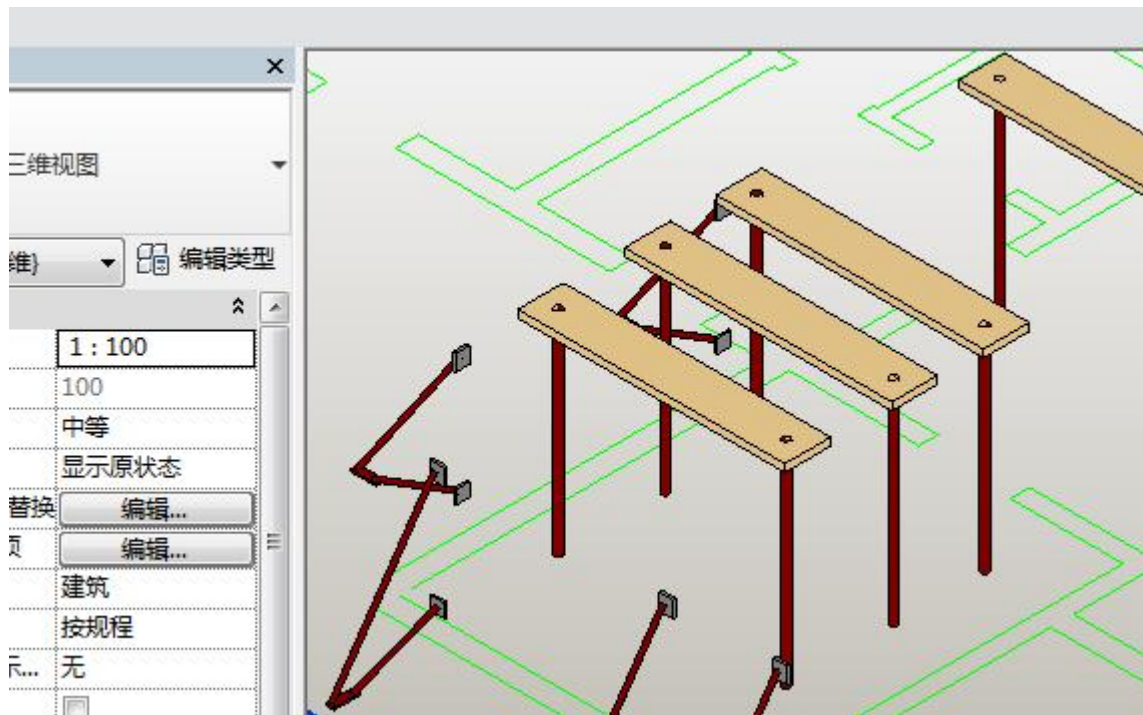 三维视图
维}
编辑类型
1 : 100
100
中等
显示原状态
替换 编辑...
编辑...
建筑
按规程
示... 无